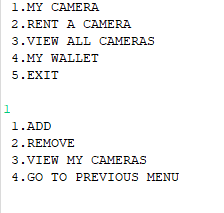 1.MY CAMERA
2.RENT A CAMERA
3.VIEW ALL CAMERAS
4.MY WALLET
5.EXIT
1
1.ADD
2.REMOVE
3.VIEW MY CAMERAS
4.GO TO PREVIOUS MENU